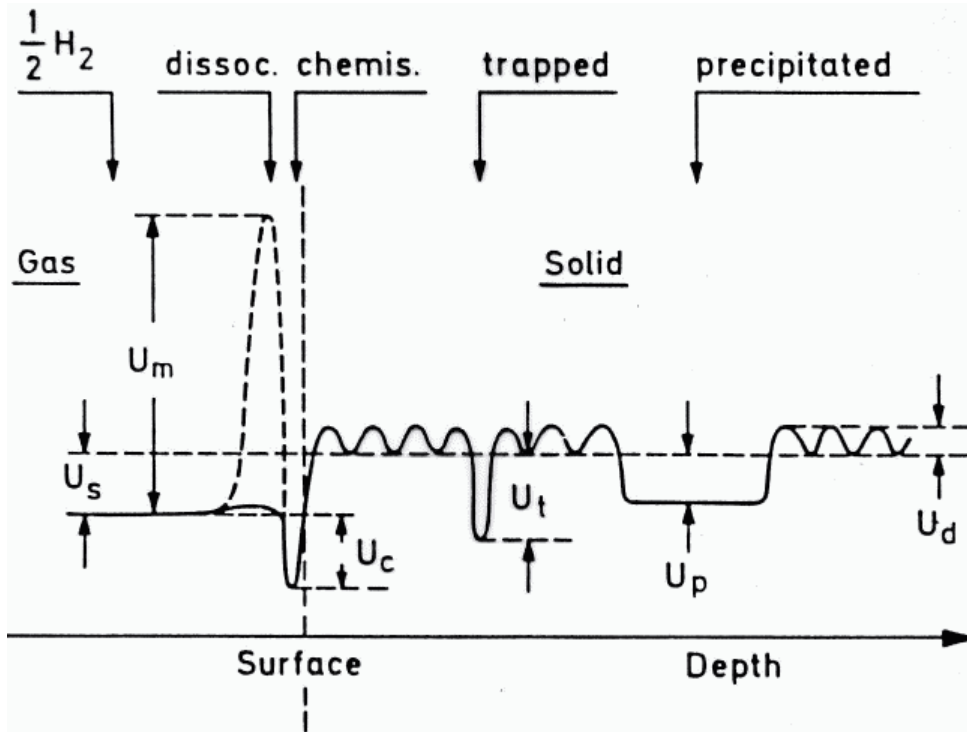 1/2 H2
dissoc. chemis. trapped precipitated
Gas
Solid
Um
Us
Uc
Ut
Up
Ud
Surface
Depth